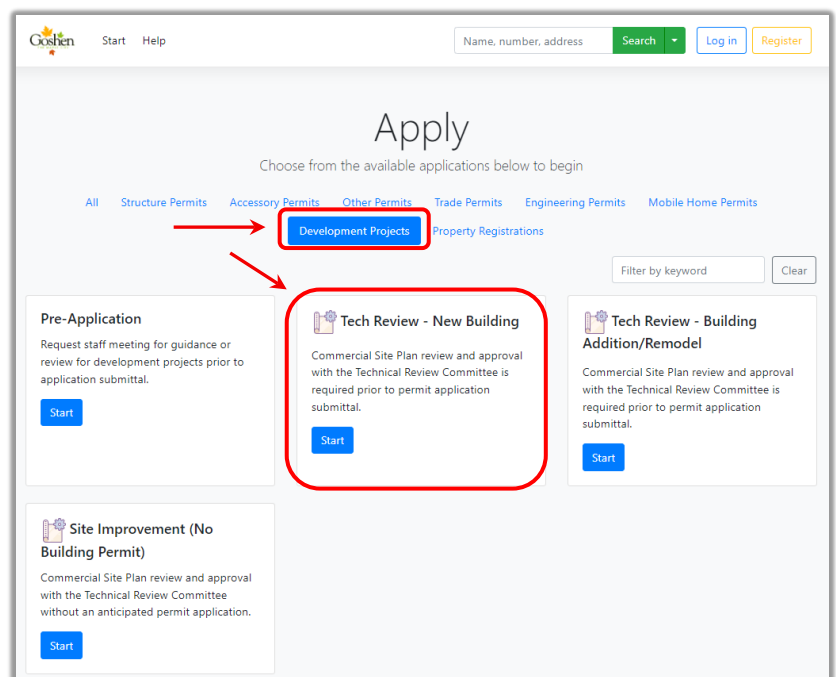 Goshen Start Help Name, number, address Search Log in Register
Apply
Choose from the available applications below to begin
All Structure Permits Accessory Permits Other Permits Trade Permits Engineering Permits Mobile Home Permits
Development Projects Property Registrations
Filter by keyword Clear
Pre-Application
Request staff meeting for guidance or
review for development projects prior to
application submittal.
Start
Tech Review - New Building
Commercial Site Plan review and approval
with the Technical Review Committee is
required prior to permit application
submittal.
Start
Tech Review - Building
Addition/Remodel
Commercial Site Plan review and approval
with the Technical Review Committee is
required prior to permit application
submittal.
Start
Site Improvement (No
Building Permit)
Commercial Site Plan review and approval
with the Technical Review Committee
without an anticipated permit application.
Start